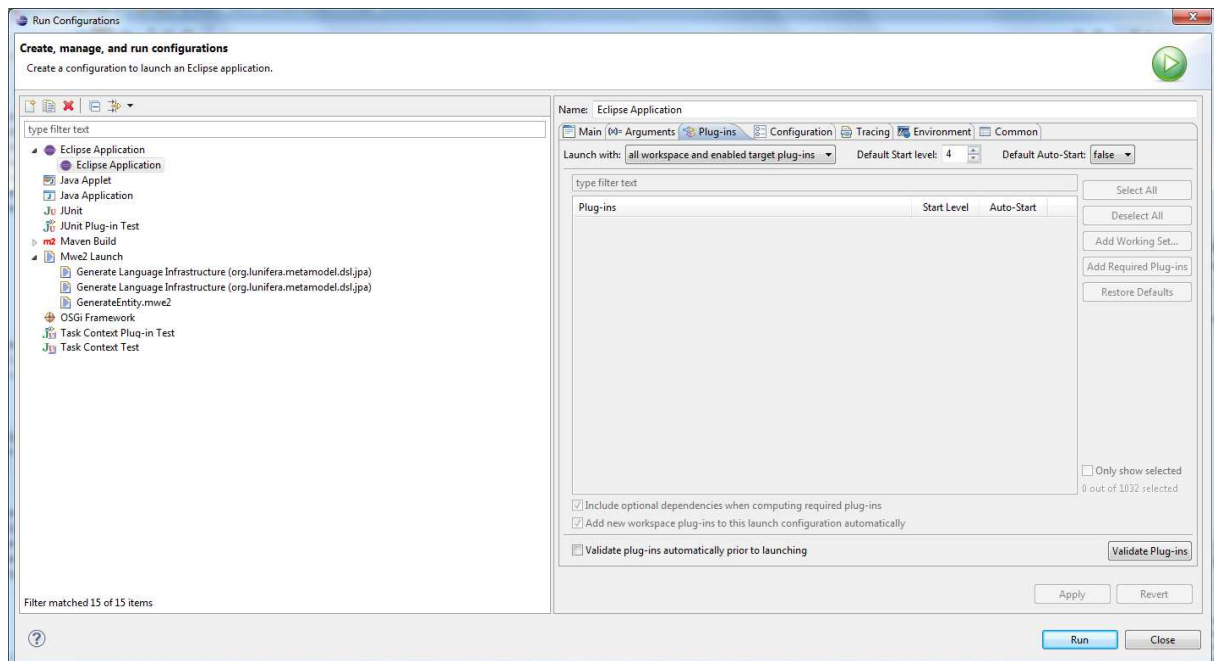 Run Configurations
Create, manage, and run configurations
Create a configuration to launch an Eclipse application.
type filter text
Eclipse Application
Eclipse Application
Java Applet
Java Application
JUnit
JUnit Plug-in Test
Maven Build
Mwe2 Launch
Generate Language Infrastructure (org.lunifera.metamodel.dsl.jpa)
Generate Language Infrastructure (org.lunifera.metamodel.dsl.jpa)
GenerateEntity.mwe2
OSGi Framework
Task Context Plug-in Test
Task Context Test
Filter matched 15 of 15 items
Name: Eclipse Application
Main (x)= Arguments Plug-ins Configuration Tracing Environment Common
Launch with: all workspace and enabled target plug-ins Default Start level: 4 Default Auto-Start: false
type filter text
Plug-ins Start Level Auto-Start
Select All
Deselect All
Add Working Set...
Add Required Plug-ins
Restore Defaults
Only show selected
0 out of 1032 selected
Include optional dependencies when computing required plug-ins
Add new workspace plug-ins to this launch configuration automatically
Validate plug-ins automatically prior to launching Validate Plug-ins
Apply Revert
Run Close